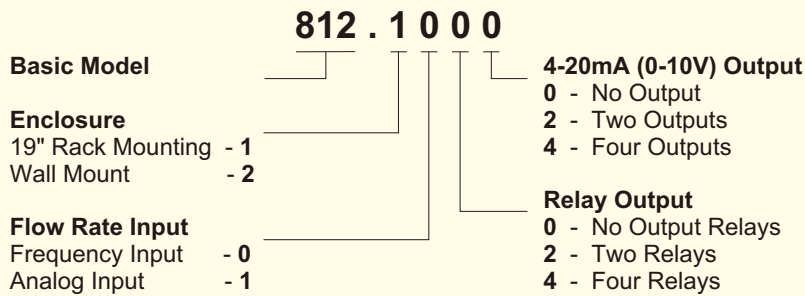 812 . 1 0 0 0
Basic Model
Enclosure
19" Rack Mounting - 1
Wall Mount - 2
Flow Rate Input
Frequency Input - 0
Analog Input - 1
4-20mA (0-10V) Output
0 - No Output
2 - Two Outputs
4 - Four Outputs
Relay Output
0 - No Output Relays
2 - Two Relays
4 - Four Relays